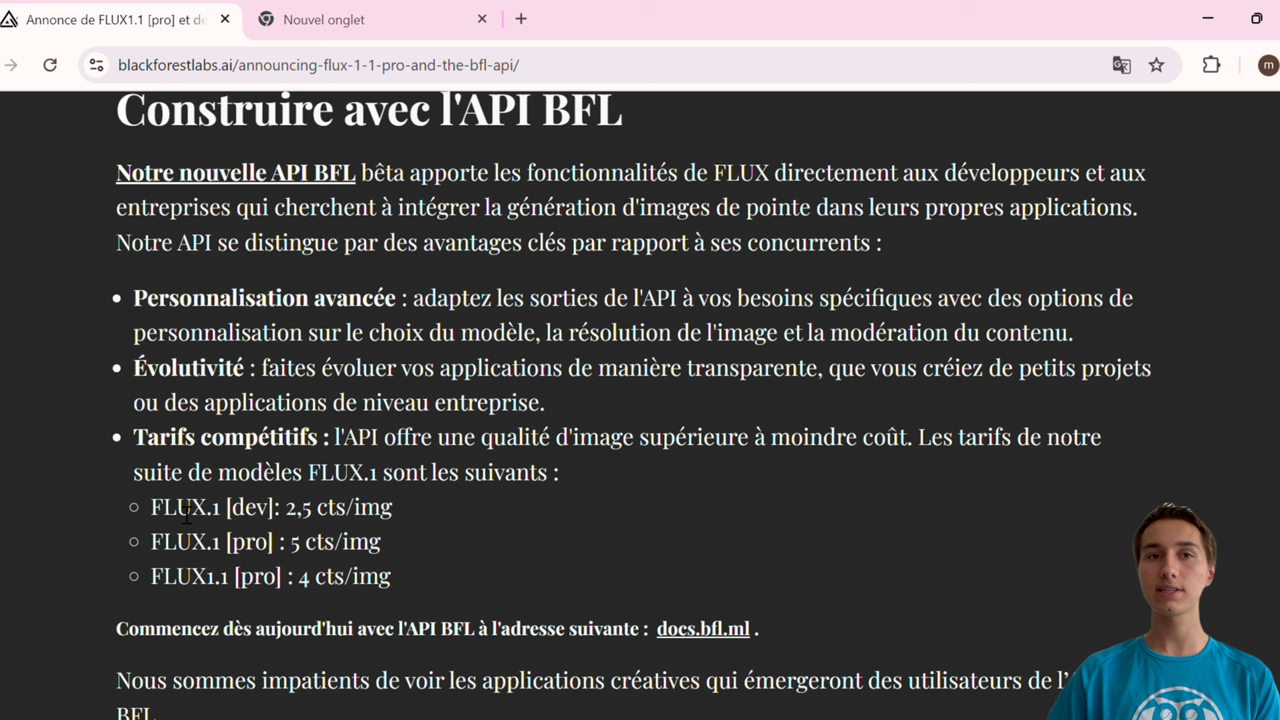 Annonce de FLUX1.1 [pro] et de
Nouvel onglet
blackforestlabs.ai/announcing-flux-1-1-pro-and-the-bfl-api/
m
Construire avec l'API BFL
Notre nouvelle API BFL bêta apporte les fonctionnalités de FLUX directement aux développeurs et aux
entreprises qui cherchent à intégrer la génération d'images de pointe dans leurs propres applications.
Notre API se distingue par des avantages clés par rapport à ses concurrents :
• Personnalisation avancée : adaptez les sorties de l'API à vos besoins spécifiques avec des options de
personnalisation sur le choix du modèle, la résolution de l'image et la modération du contenu.
• Évolutivité : faites évoluer vos applications de manière transparente, que vous créiez de petits projets
ou des applications de niveau entreprise.
• Tarifs compétitifs : l'API offre une qualité d'image supérieure à moindre coût. Les tarifs de notre
suite de modèles FLUX.1 sont les suivants :
○ FLUX.1 [dev]: 2,5 cts/img
○ FLUX.1 [pro] : 5 cts/img
○ FLUX1.1 [pro] : 4 cts/img
Commencez dès aujourd'hui avec l'API BFL à l'adresse suivante : docs.bfl.ml .
Nous sommes impatients de voir les applications créatives qui émergeront des utilisateurs de
BFL